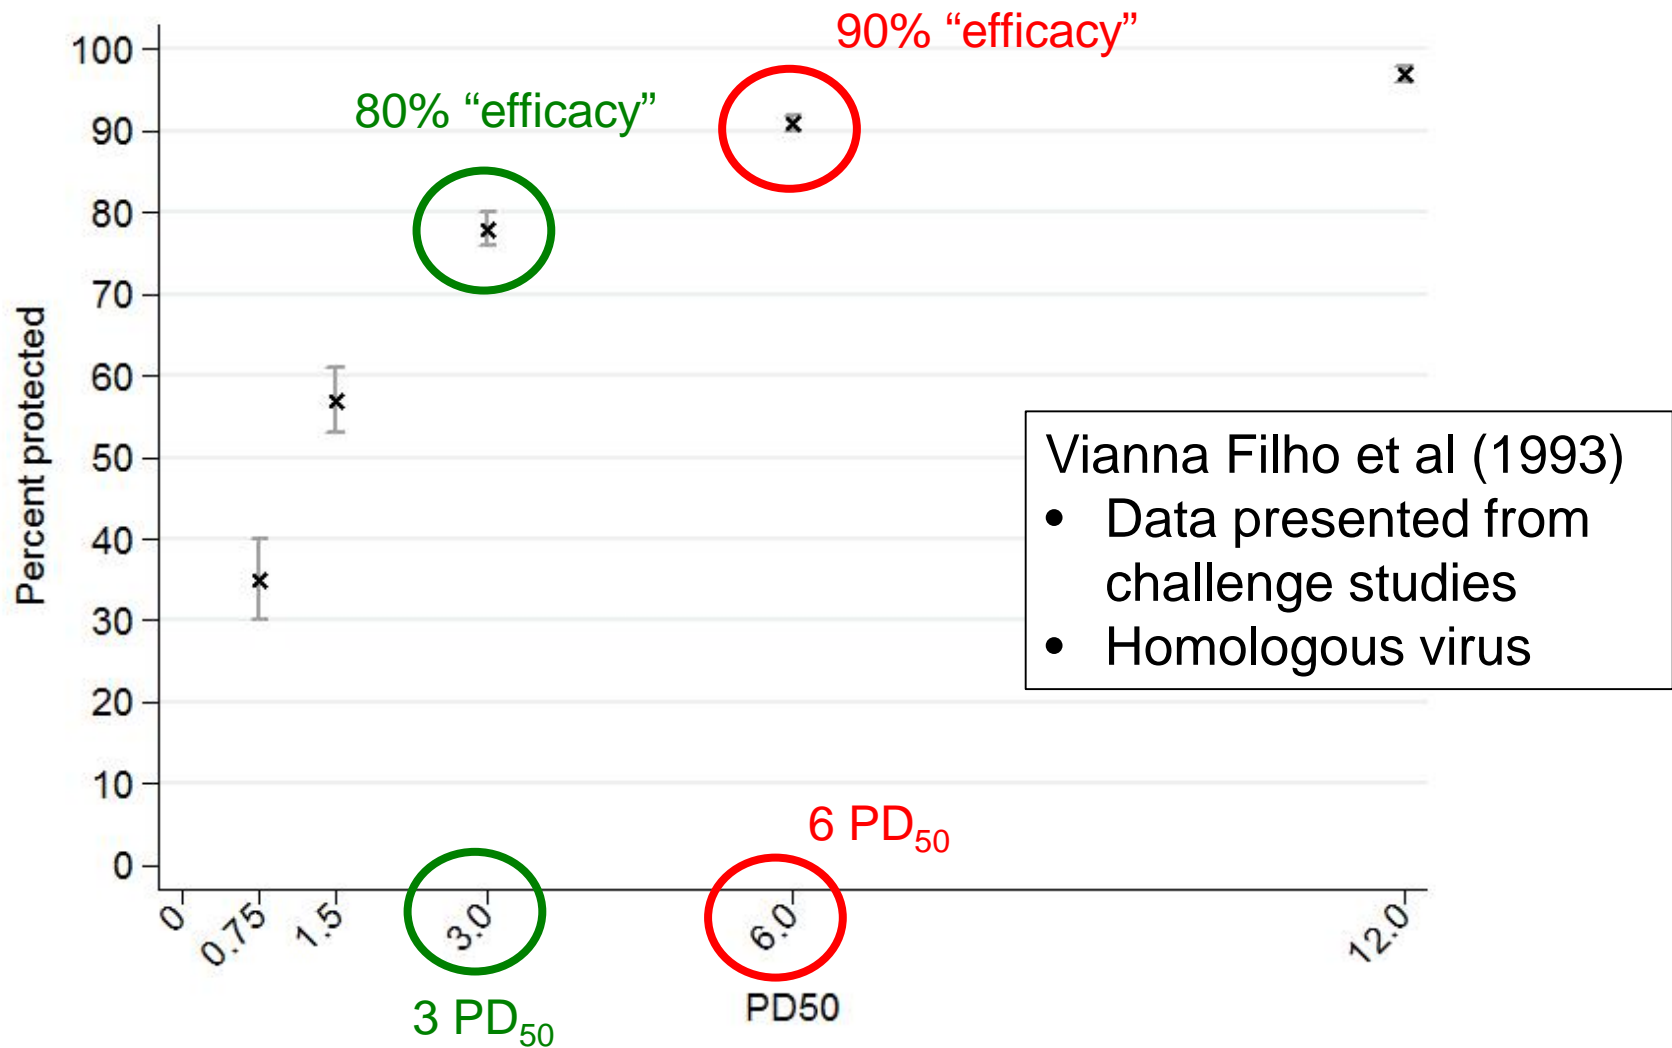 90% “efficacy”
80% “efficacy”
Percent protected
100
90
80
70
60
50
40
30
20
10
0
Vianna Filho et al (1993)
• Data presented from
challenge studies
• Homologous virus
6 PD₅₀
0
0.75
1.5
3.0
6.0
12.0
3 PD₅₀
PD50